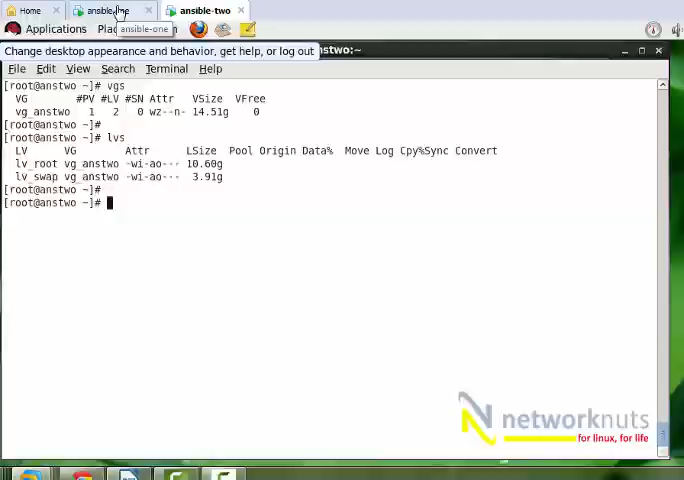 Home ansible-one ansible-two
Applications
ansible-one
Change desktop appearance and behavior, get help, or log out
nstwo:~
File Edit View Search Terminal Help
[root@anstwo ~]# vgs
VG #PV #LV #SN Attr VSize VFree
vg_anstwo 1 2 0 wz--n- 14.51g 0
[root@anstwo ~]#
[root@anstwo ~]# lvs
LV VG Attr LSize Pool Origin Data% Move Log Cpy%Sync Convert
lv_root vg_anstwo -wi-ao--- 10.60g
lv_swap vg_anstwo -wi-ao--- 3.91g
[root@anstwo ~]#
[root@anstwo ~]#
networknuts
for linux, for life